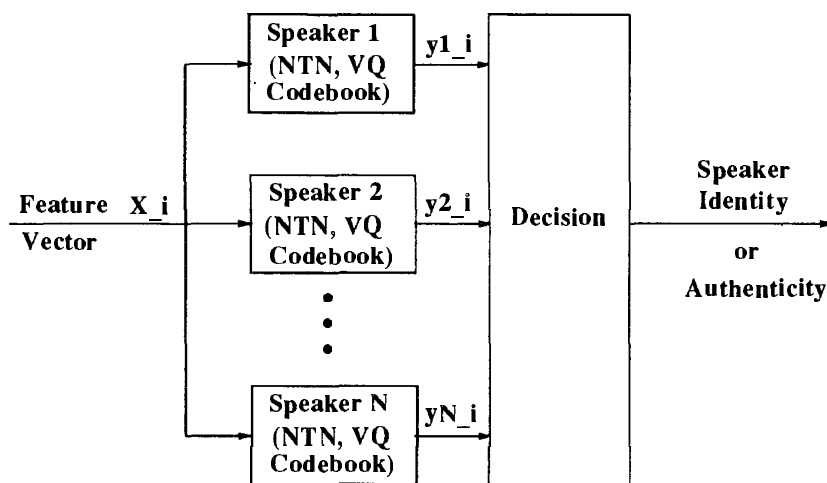 Speaker 1
(NTN, VQ
Codebook)
y1_i
Feature X_i
Vector
Speaker 2
(NTN, VQ
Codebook)
y2_i
Decision
Speaker
Identity
or
Authenticity
Speaker N
(NTN, VQ
Codebook)
yN_i